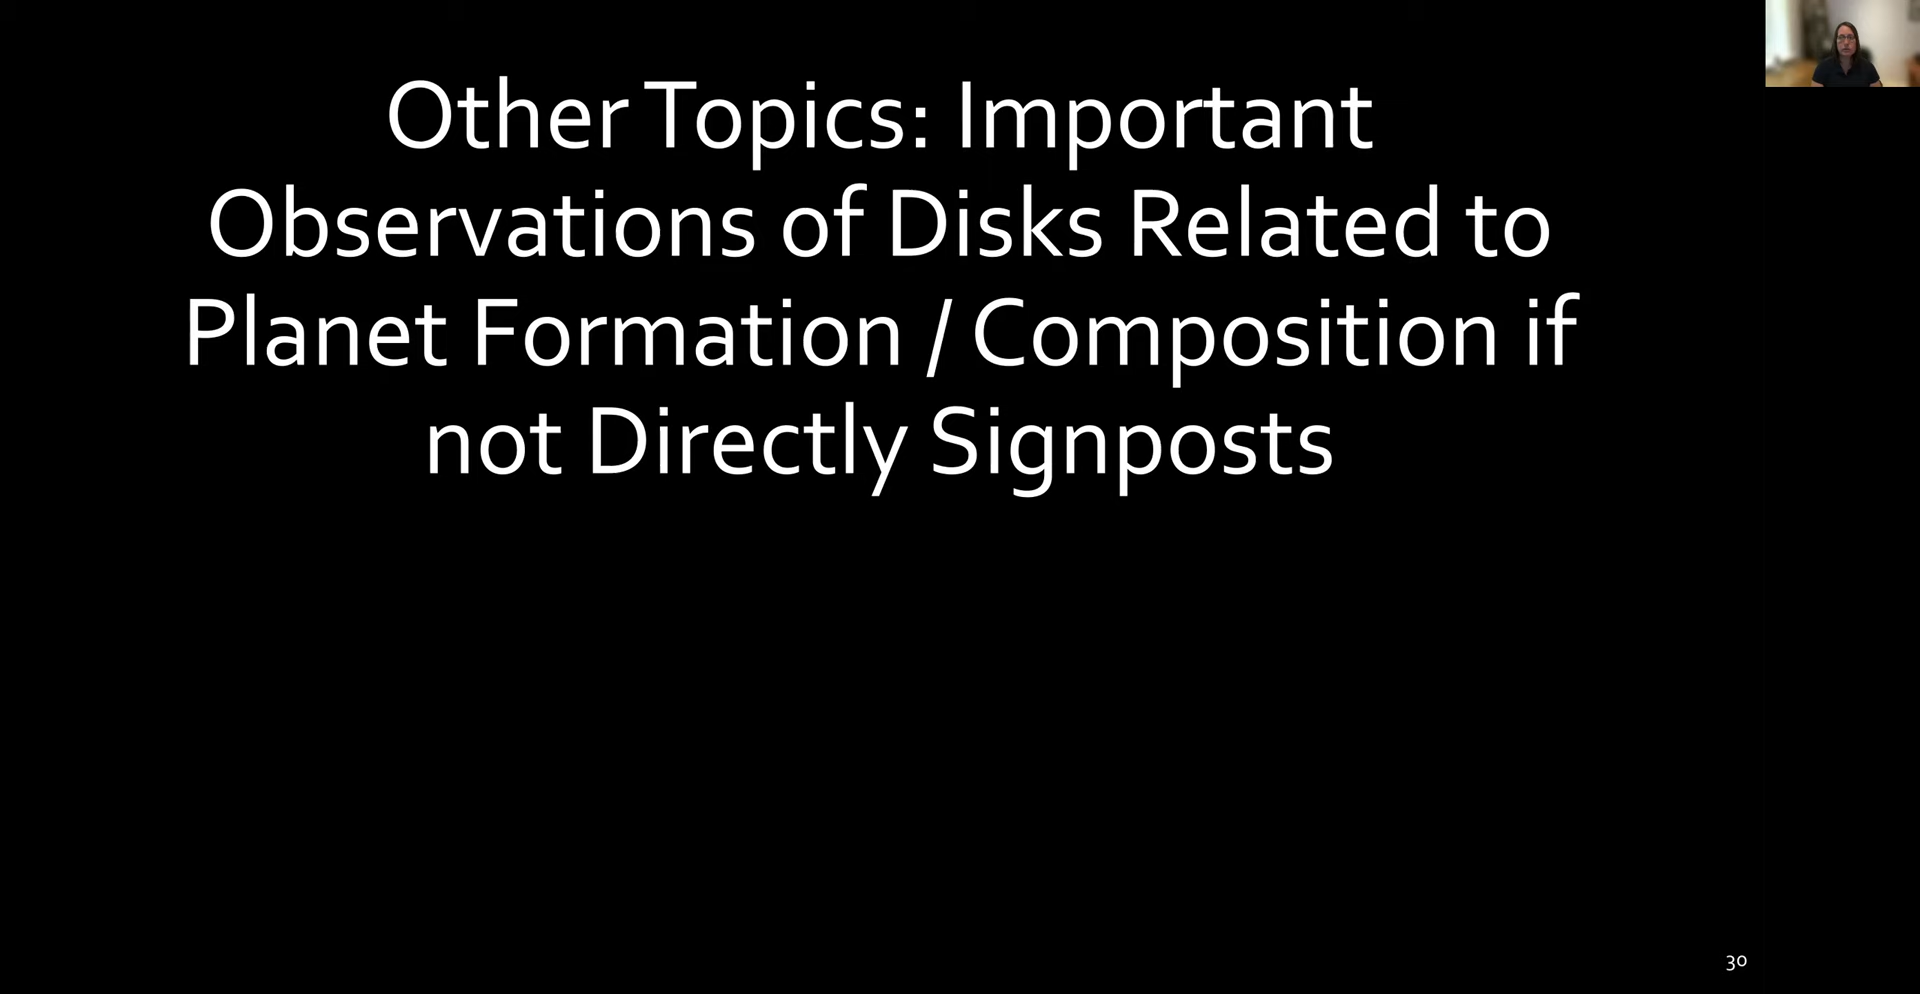 Other Topics: Important
Observations of Disks Related to
Planet Formation / Composition if
not Directly Signposts
30